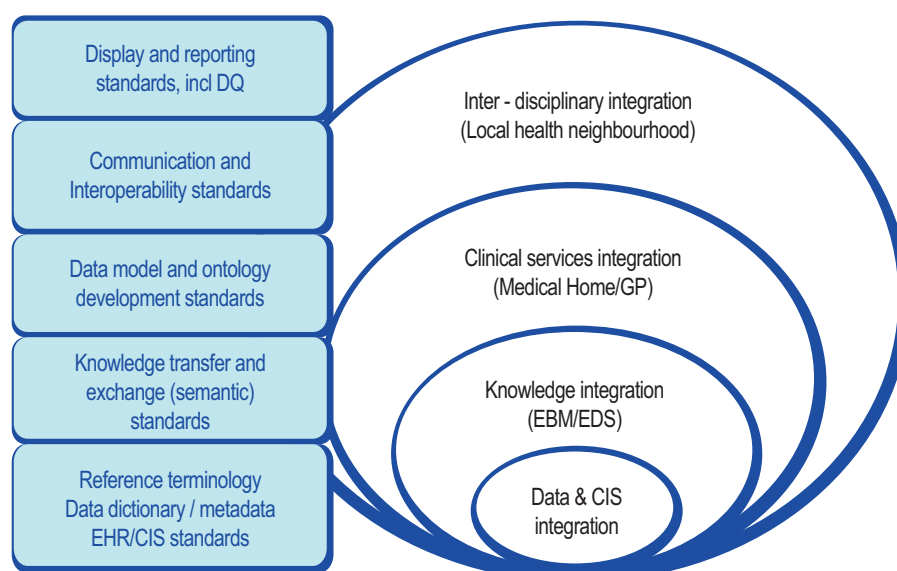 Display and reporting
standards, incl DQ
Communication and
Interoperability standards
Data model and ontology
development standards
Knowledge transfer and
exchange (semantic)
standards
Reference terminology
Data dictionary / metadata
EHR/CIS standards
Inter - disciplinary integration
(Local health neighbourhood)
Clinical services integration
(Medical Home/GP)
Knowledge integration
(EBM/EDS)
Data & CIS
integration